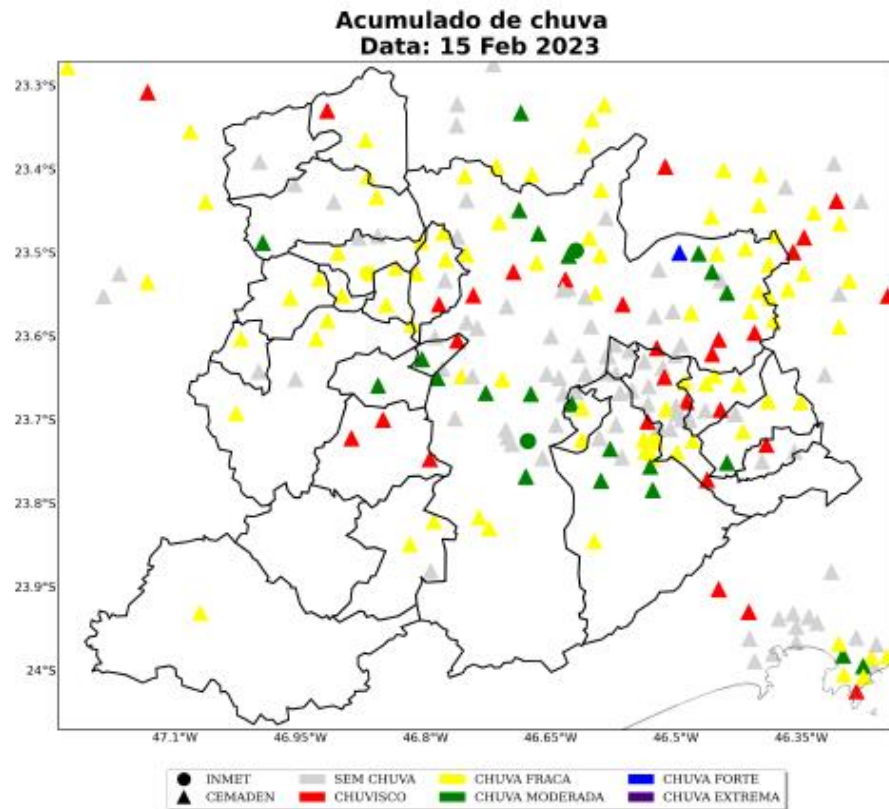 Acumulado de chuva
Data: 15 Feb 2023
23.3°S
23.4°S
23.5°S
23.6°S
23.7°S
23.8°S
23.9°S
24°S
47.1°W 46.95°W 46.8°W 46.65°W 46.5°W 46.35°W
INMET SEM CHUVA CHUVA FRACA CHUVA FORTE
CEMADEN CHUVISCO CHUVA MODERADA CHUVA EXTREMA